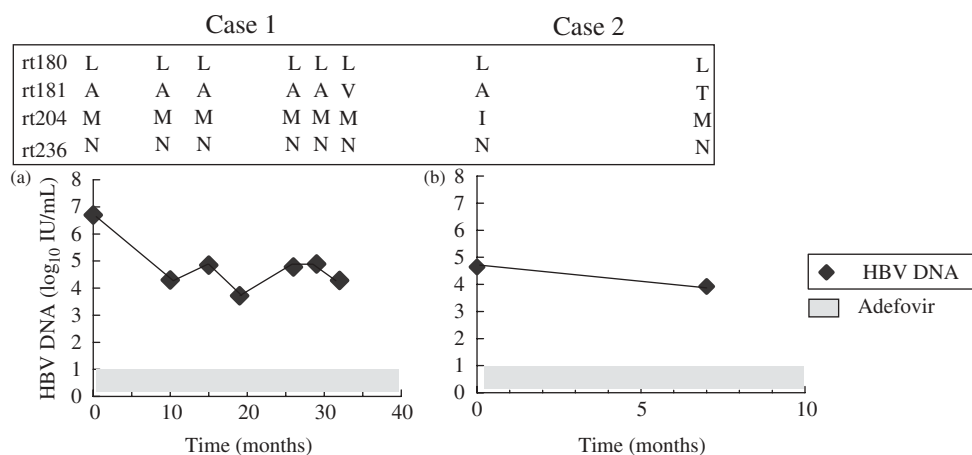 Case 1 Case 2
rt180 L L L L L L L L
rt181 A A A A A V A T
rt204 M M M M M M I M
rt236 N N N N N N N N
(a)
HBV DNA (log10 IU/mL)
8
7
6
5
4
3
2
1
0
0 10 20 30 40
Time (months)
(b)
8
7
6
5
4
3
2
1
0
0 5 10
Time (months)
HBV DNA
Adefovir